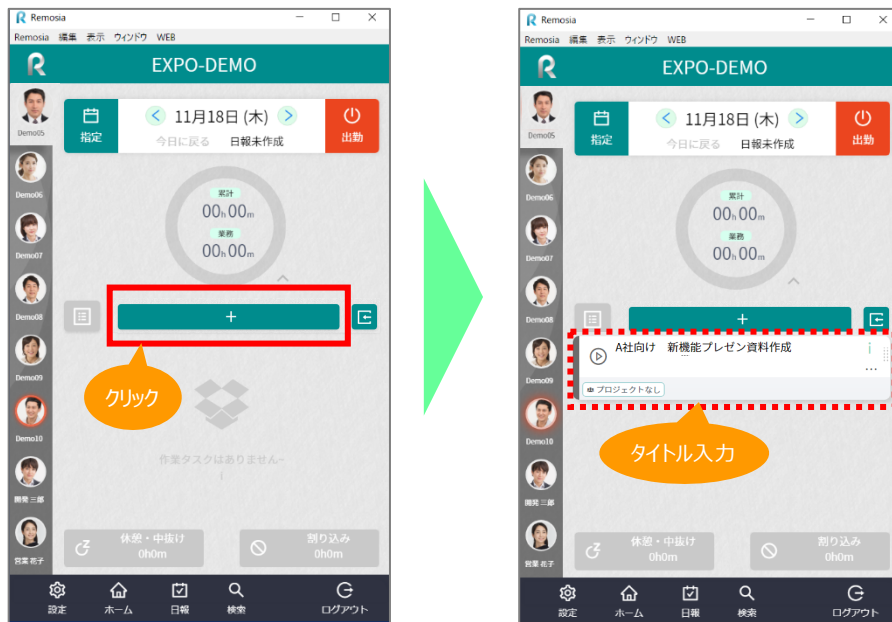 Remosia
Remosia 編集 表示 ウィンドウ WEB
EXPO-DEMO
Demo05
指定
11月18日 (木)
今日に戻る 日報未作成
出勤
Demo06
累計
00h 00m
業務
00h 00m
Demo07
Demo08
+
Demo09
クリック
Demo10
作業タスクはありません~
(
開発 三郎
休憩・中抜け
0h0m
割り込み
0h0m
営業 花子
設定 ホーム 日報 検索 ログアウト
Remosia
Remosia 編集 表示 ウィンドウ WEB
EXPO-DEMO
Demo05
指定
11月18日 (木)
今日に戻る 日報未作成
出勤
Demo06
累計
00h 00m
業務
00h 00m
Demo07
Demo08
+
A社向け 新機能プレゼン資料作成
プロジェクトなし
Demo09
タイトル入力
Demo10
開発 三郎
休憩・中抜け
0h0m
割り込み
0h0m
営業 花子
設定 ホーム 日報 検索 ログアウト